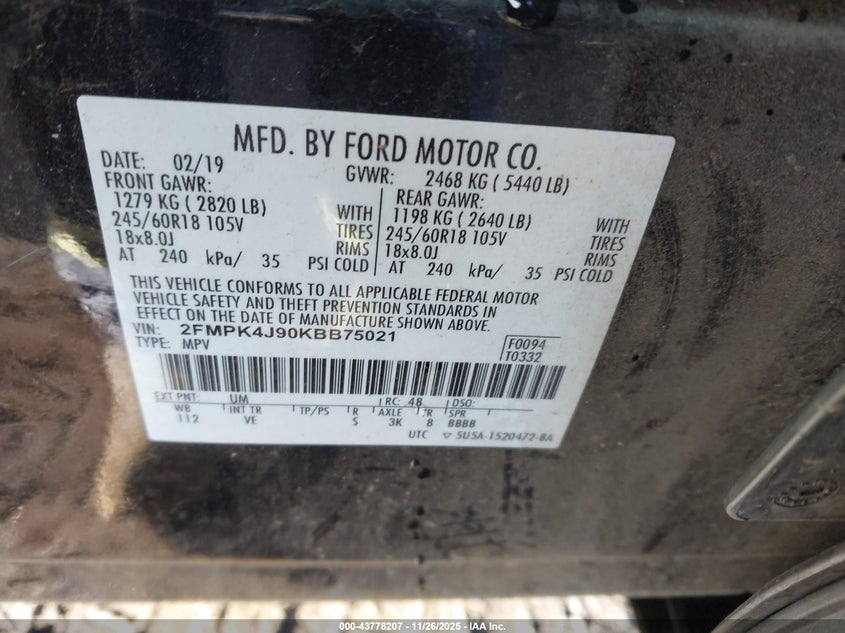 MFD. BY FORD MOTOR CO.
DATE: 02/19 GVWR: 2468 KG ( 5440 LB)
FRONT GAWR: REAR GAWR:
1279 KG ( 2820 LB) WITH 1198 KG ( 2640 LB) WITH
245/60R18 105V TIRES 245/60R18 105V TIRES
18x8.0J RIMS 18x8.0J RIMS
AT 240 kPa/ 35 PSI COLD AT 240 kPa/ 35 PSI COLD
THIS VEHICLE CONFORMS TO ALL APPLICABLE FEDERAL MOTOR
VEHICLE SAFETY AND THEFT PREVENTION STANDARDS IN
EFFECT ON THE DATE OF MANUFACTURE SHOWN ABOVE.
VIN: 2FMPK4J90KBB75021
TYPE: MPV
F0094
T0332
EXT PNT: UM RC: 48 DSO:
WB INT TR TP/PS R AXLE TR SPR
112 VE S 3K 8 BBBB
UTC ▽ 5U5A-1520472-BA
000-43778207 - 11/26/2025 - U.S.A. - IAA Corp.